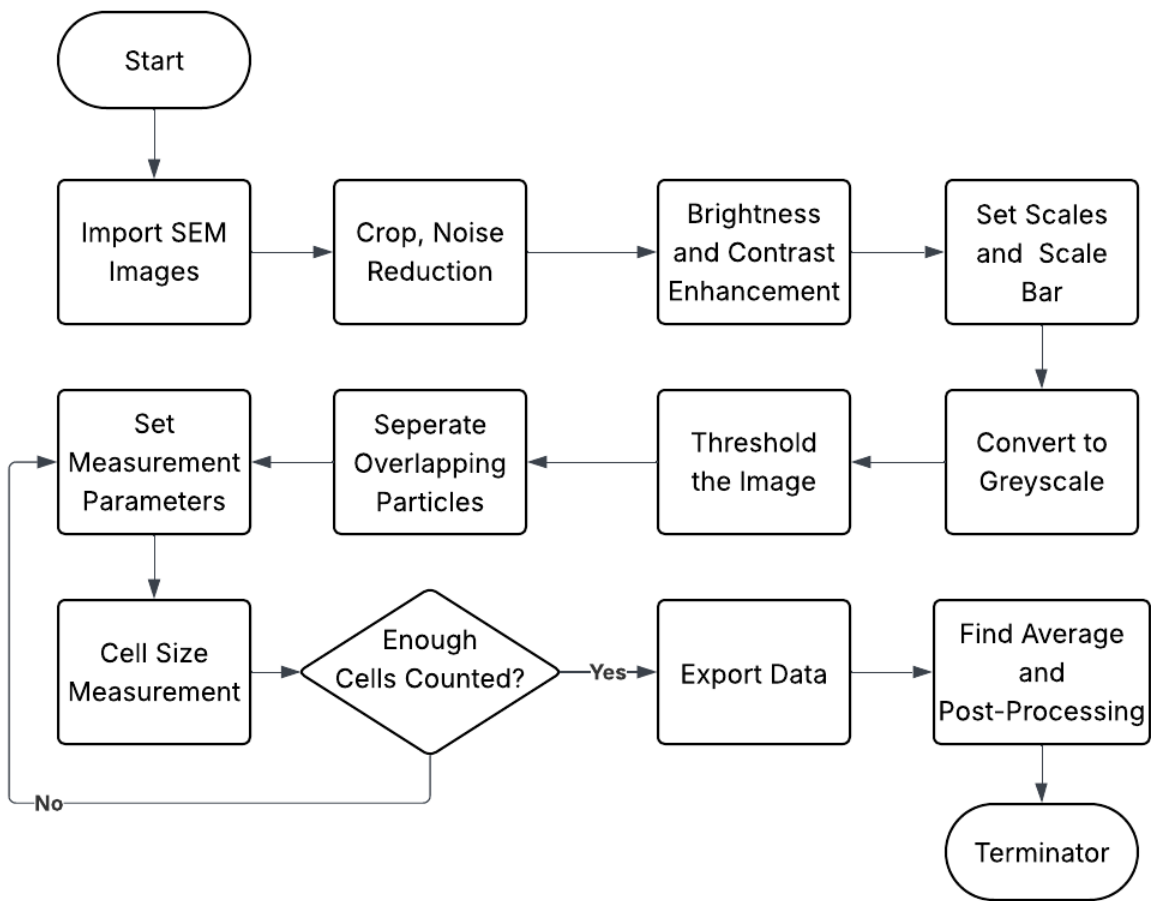 Start
Import SEM
Images
Crop, Noise
Reduction
Brightness
and Contrast
Enhancement
Set Scales
and Scale
Bar
Convert to
Greyscale
Threshold
the Image
Seperate
Overlapping
Particles
Set
Measurement
Parameters
Cell Size
Measurement
Enough
Cells Counted?
Yes
No
Export Data
Find Average
and
Post-Processing
Terminator